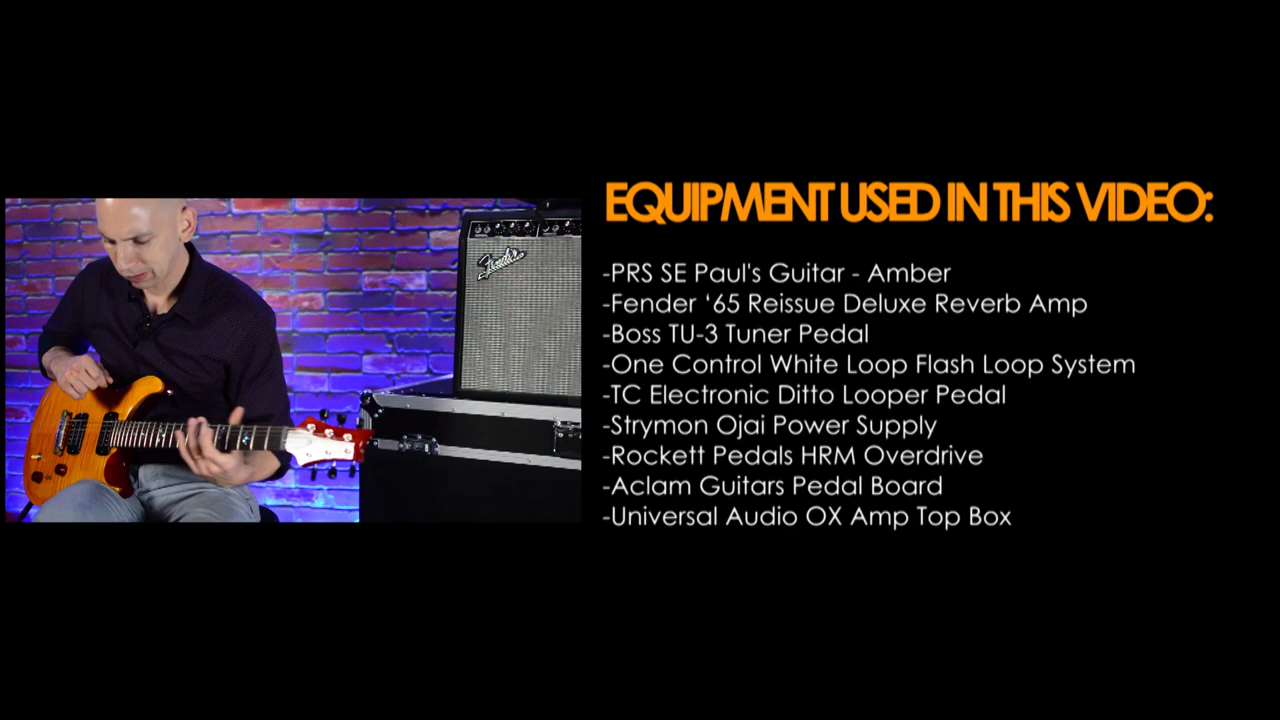 Fender
EQUIPMENT USED IN THIS VIDEO:
-PRS SE Paul's Guitar - Amber
-Fender ‘65 Reissue Deluxe Reverb Amp
-Boss TU-3 Tuner Pedal
-One Control White Loop Flash Loop System
-TC Electronic Ditto Looper Pedal
-Strymon Ojai Power Supply
-Rockett Pedals HRM Overdrive
-Aclam Guitars Pedal Board
-Universal Audio OX Amp Top Box